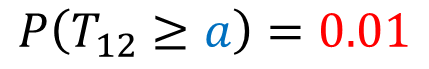 P(T₁₂ ≥ a) = 0.01